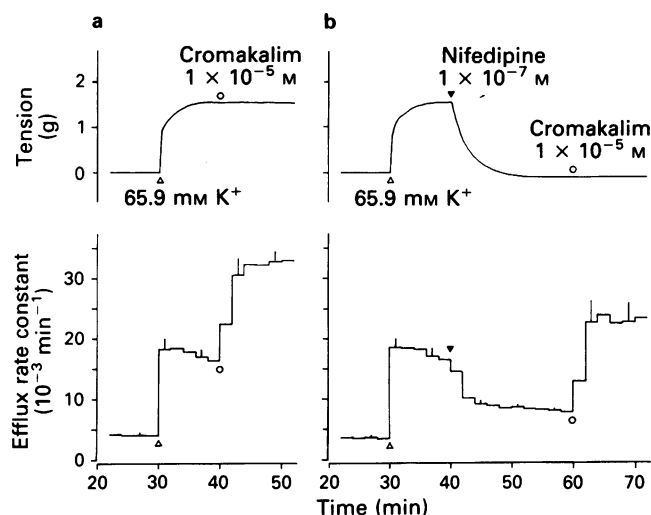 a
Cromakalim
1 × 10⁻⁵ M
Tension
(g)
2
1
0
65.9 mM K⁺
b
Nifedipine
1 × 10⁻⁷ M
Cromakalim
1 × 10⁻⁵ M
65.9 mM K⁺
Efflux rate constant
(10⁻³ min⁻¹)
30
20
10
0
20 30 40 50
20 30 40 50 60 70
Time (min)